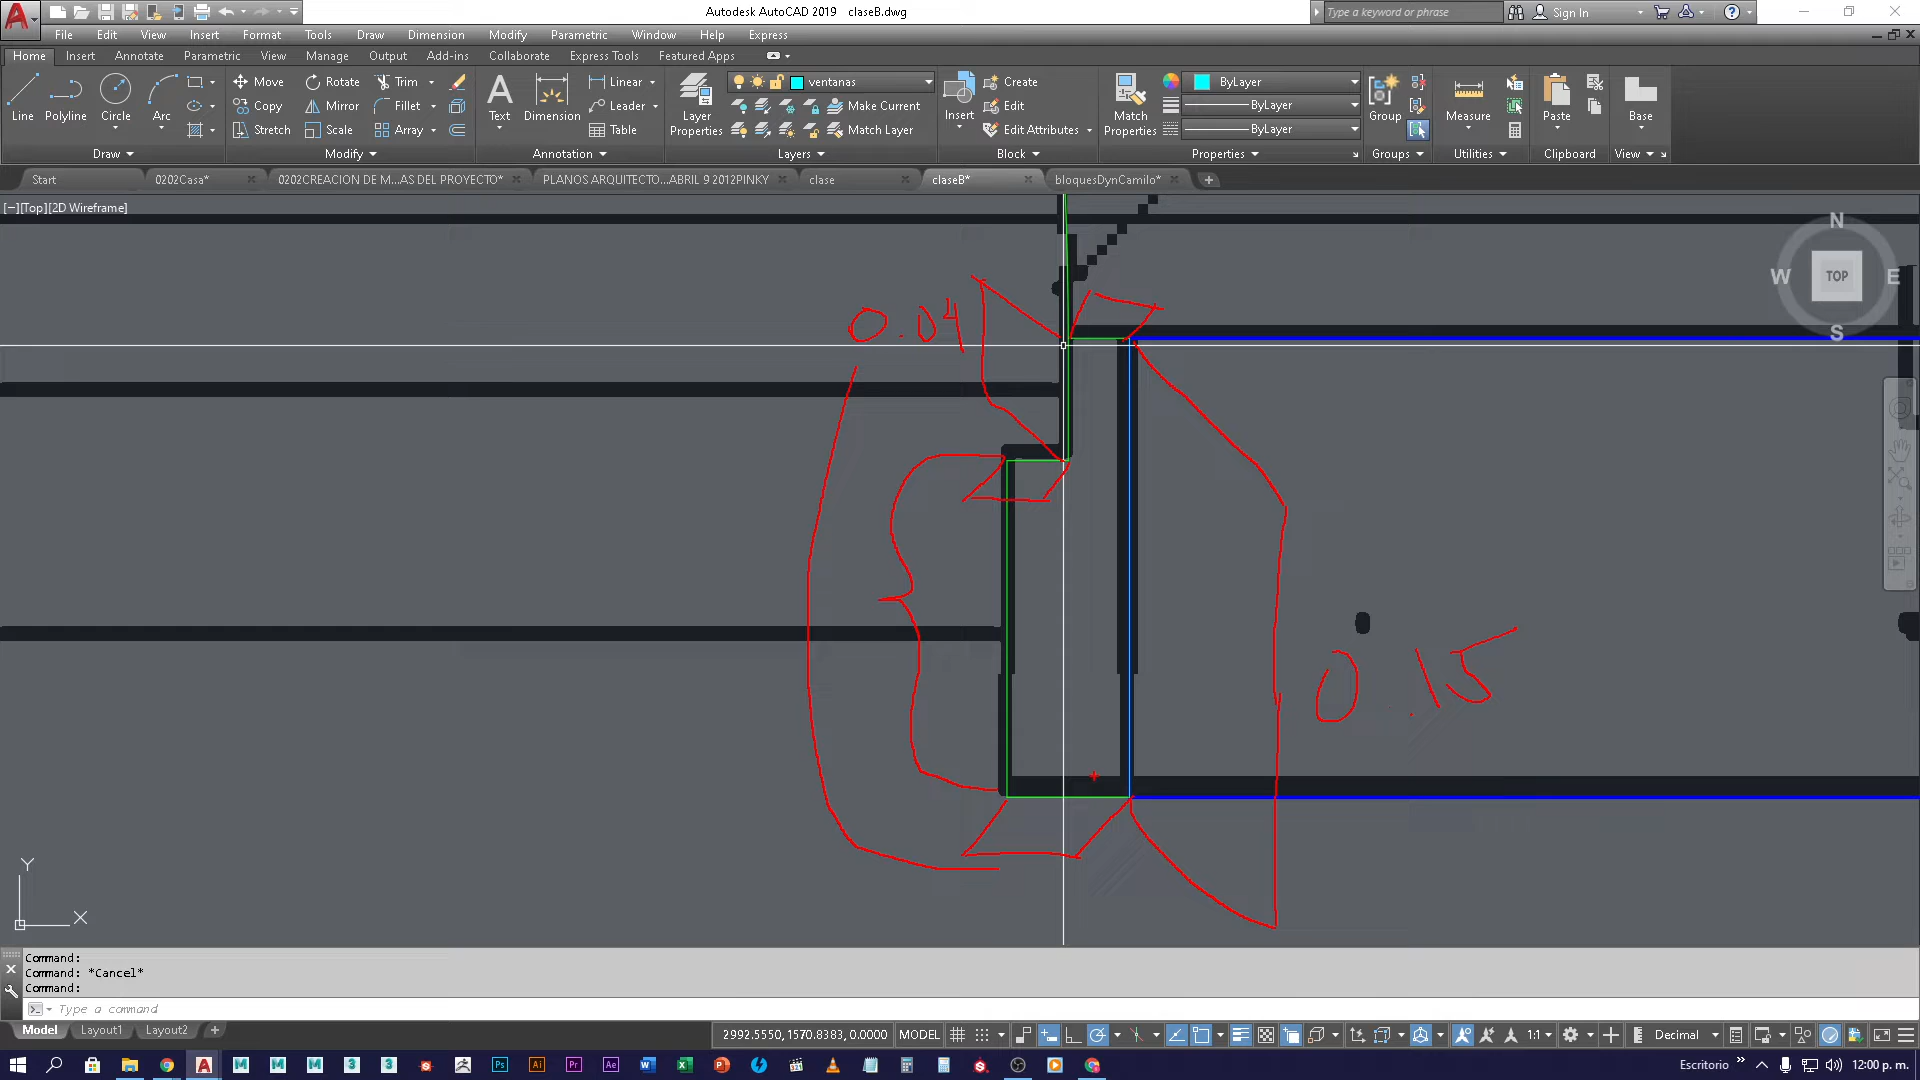 Autodesk AutoCAD 2019 claseB.dwg
Type a keyword or phrase
Sign In
File Edit View Insert Format Tools Draw Dimension Modify Parametric Window Help Express
Home Insert Annotate Parametric View Manage Output Add-ins Collaborate Express Tools Featured Apps
Line Polyline Circle Arc
Move Rotate Trim
Copy Mirror Fillet
Stretch Scale Array
Text Dimension
Linear
Leader
Table
Layer Properties
ventanas
Make Current
Match Layer
Insert
Create
Edit
Edit Attributes
Match Properties
ByLayer
ByLayer
ByLayer
Group
Measure
Paste
Base
Draw Modify Annotation Layers Block Properties Groups Utilities Clipboard View
Start 0202Casa* 0202CREACION DE M...AS DEL PROYECTO* PLANOS ARQUITECTO...ABRIL 9 2012PINKY clase claseB* bloquesDynCamilo*
[−][Top][2D Wireframe]
N
W TOP E
S
0.04
0.15
Y
X
Command:
Command: *Cancel*
Command:
Type a command
Model Layout1 Layout2
2992.5550, 1570.8383, 0.0000 MODEL
1:1
Decimal
Escritorio
12:00 p. m.